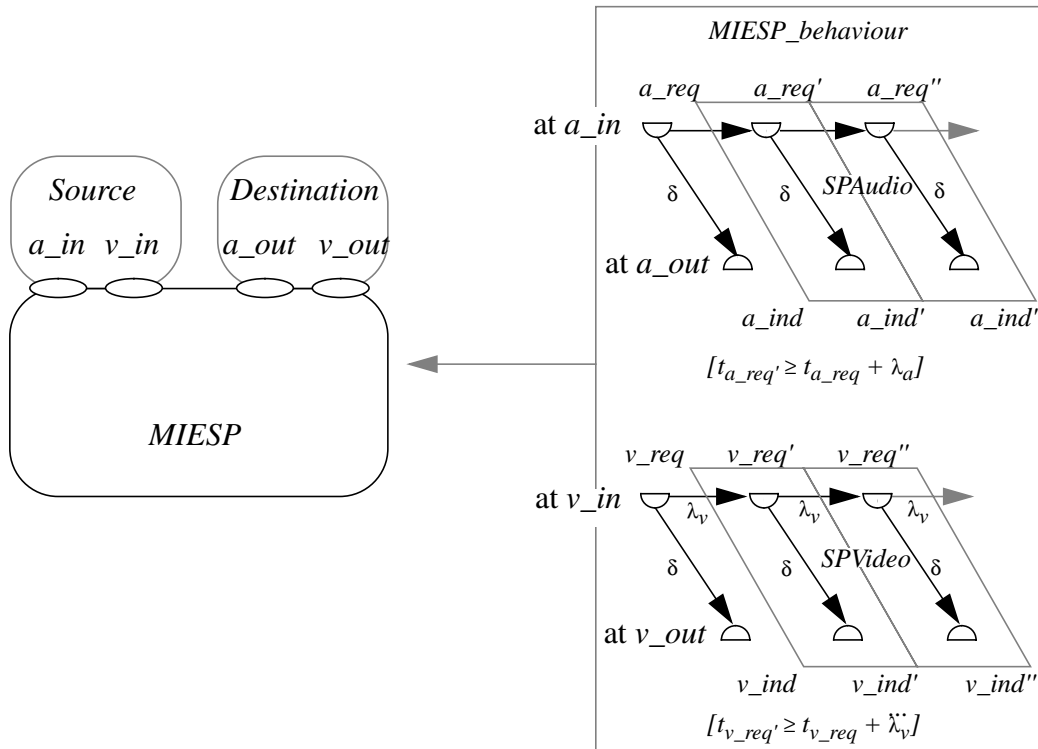 Source
Destination
a_in v_in a_out v_out
MIESP
MIESP_behaviour
a_req a_req' a_req''
at a_in
δ δ SPAudio δ
at a_out
a_ind a_ind' a_ind''
[t_a_req' ≥ t_a_req + λ_a]
v_req v_req' v_req''
at v_in
λ_v λ_v λ_v
δ δ SPVideo δ
at v_out
v_ind v_ind' v_ind''
[t_v_req' ≥ t_v_req + λ_v]